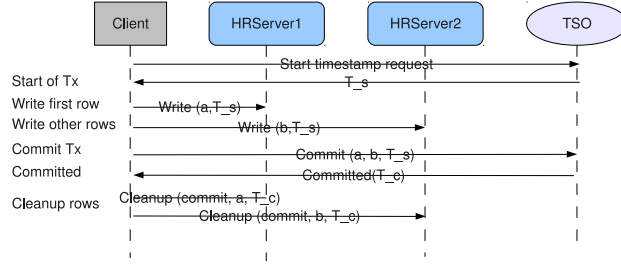 Client HRServer1 HRServer2 TSO
Start timestamp request
Start of Tx T_s
Write first row Write (a,T_s)
Write other rows Write (b,T_s)
Commit Tx Commit (a, b, T_s)
Committed Committed(T_c)
Cleanup rows Cleanup (commit, a, T_c)
Cleanup (commit, b, T_c)